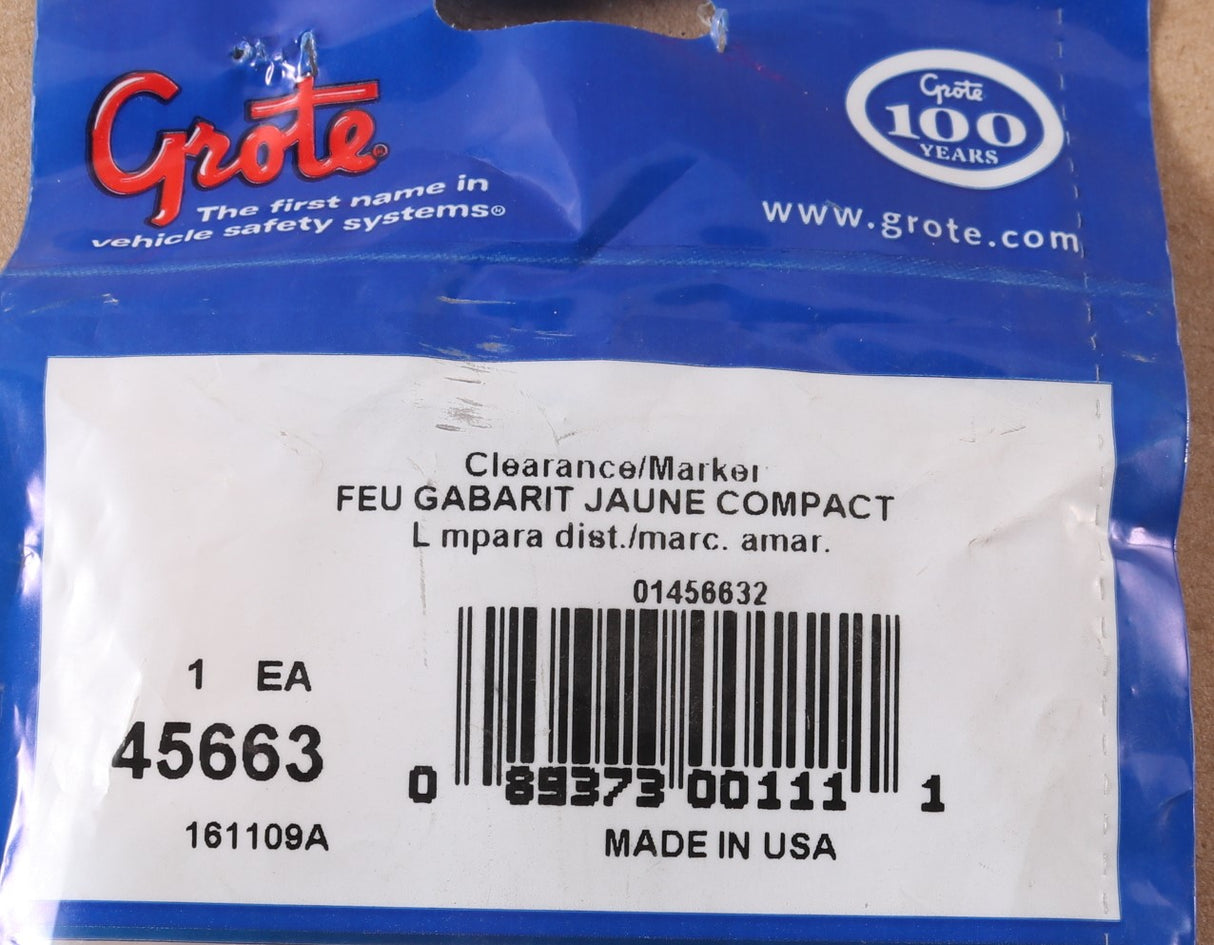 Grote®
The first name in
vehicle safety systems®
Grote
100
YEARS
www.grote.com
Clearance/Marker
FEU GABARIT JAUNE COMPACT
L mpara dist./marc. amar.
01456632
1 EA
45663
0 89373 00111 1
161109A
MADE IN USA